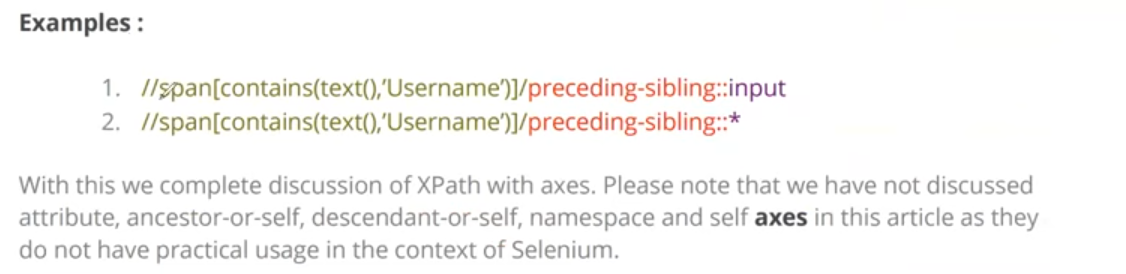 Examples :
1. //span[contains(text(),’Username’)]/preceding-sibling::input
2. //span[contains(text(),’Username’)]/preceding-sibling::*
With this we complete discussion of XPath with axes. Please note that we have not discussed
attribute, ancestor-or-self, descendant-or-self, namespace and self axes in this article as they
do not have practical usage in the context of Selenium.